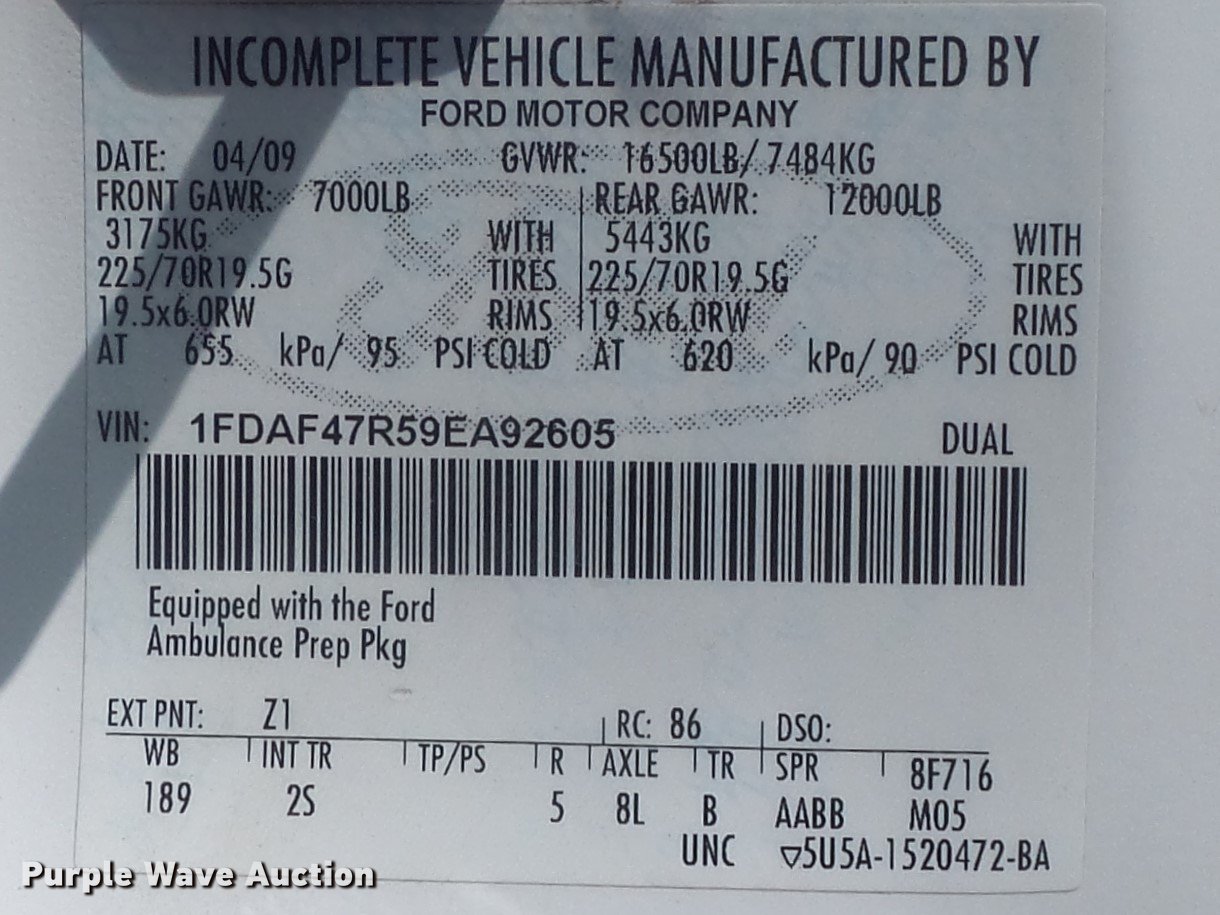 INCOMPLETE VEHICLE MANUFACTURED BY
FORD MOTOR COMPANY
DATE: 04/09 GVWR: 16500LB/ 7484KG
FRONT GAWR: 7000LB REAR GAWR: 12000LB
3175KG WITH 5443KG WITH
225/70R19.5G TIRES 225/70R19.5G TIRES
19.5x6.0RW RIMS 19.5x6.0RW RIMS
AT 655 kPa/ 95 PSI COLD AT 620 kPa/ 90 PSI COLD
VIN: 1FDAF47R59EA92605 DUAL
Equipped with the Ford
Ambulance Prep Pkg
EXT PNT: Z1 RC: 86 DSO:
WB INT TR TP/PS R AXLE TR SPR 8F716
189 2S 5 8L B AABB M05
UNC ▽5U5A-1520472-BA
Purple Wave Auction